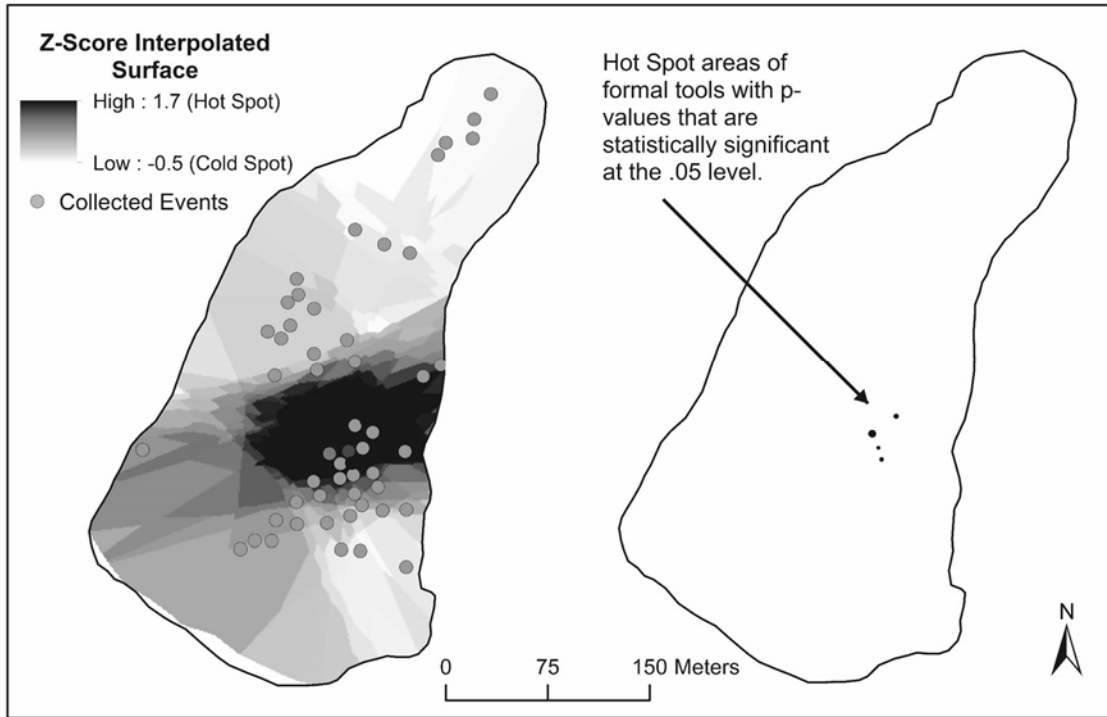 Z-Score Interpolated
Surface
High : 1.7 (Hot Spot)
Low : -0.5 (Cold Spot)
Collected Events
Hot Spot areas of
formal tools with p-
values that are
statistically significant
at the .05 level.
N
0 75 150 Meters